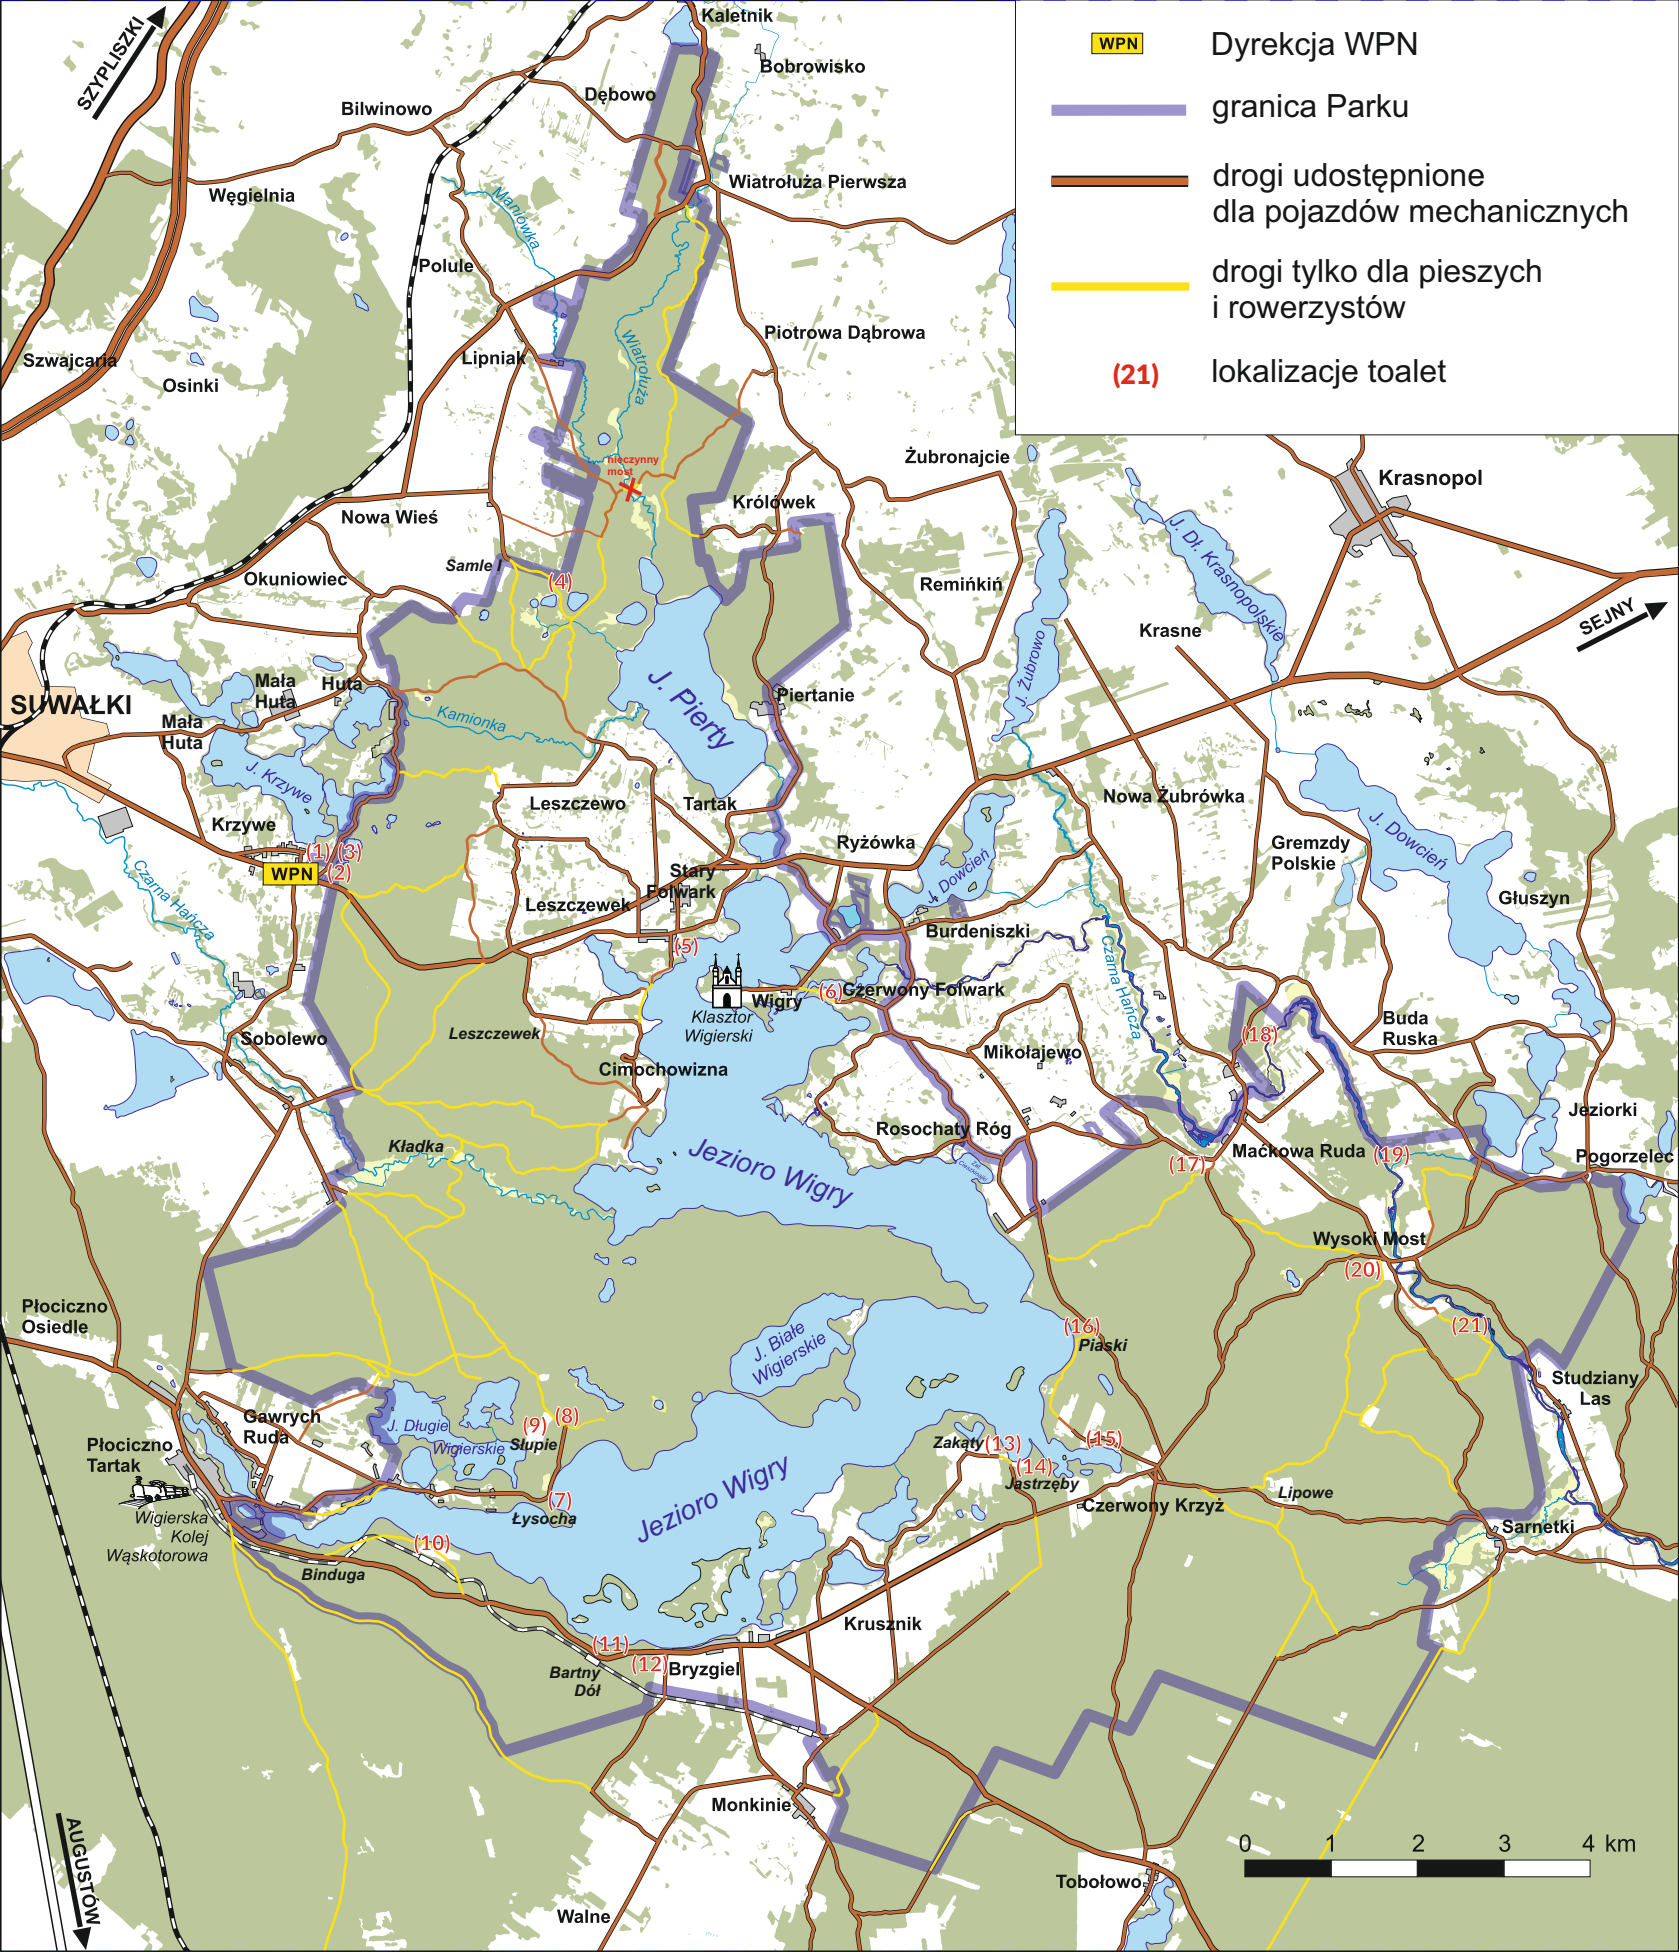 WPN
Dyrekcja WPN
granica Parku
drogi udostępnione
dla pojazdów mechanicznych
drogi tylko dla pieszych
i rowerzystów
(21)
lokalizacje toalet
SZYPLISZKI
Kaletnik
Bobrowisko
Dębowo
Bilwinowo
Węgielnia
Wiatrołuża Pierwsza
Maniówka
Polule
Szwajcaria
Osinki
Lipniak
Wiatrołuża
Piotrowa Dąbrowa
nieczynny
most
Żubronajcie
Krasnopol
Królówek
Nowa Wieś
J. Dł. Krasnopolskie
Samle I
(4)
Okuniowiec
Remińkiń
SEJNY
Krasne
J. Żubrowo
SUWAŁKI
Mała
Huta
Huta
Mała
Huta
Kamionka
J. Pierty
Piertanie
J. Krzywe
Leszczewo
Tartak
Nowa Żubrówka
Krzywe
(1)
(3)
(2)
WPN
Ryżówka
J. Dowcień
Gremzdy
Polskie
J. Dowcień
Stary
Folwark
Głuszyn
Leszczewek
Czarna Hańcza
Burdeniszki
(5)
Czarna Hańcza
Wigry
(6)
Czerwony Folwark
Klasztor
Wigierski
Leszczewek
Sobolewo
Cimochowizna
Mikołajewo
(18)
Buda
Ruska
Jeziorki
Rosochaty Róg
Kładka
Jezioro Wigry
(17)
Maćkowa Ruda
(19)
Pogorzelec
Wysoki Most
(20)
Płociczno
Osiedle
J. Białe
Wigierskie
(16)
Piaski
(21)
Studziany
Las
Gawrych
Ruda
J. Długie
Wigierskie
(9)
(8)
Słupie
Płociczno
Tartak
Zakąty
(13)
(15)
(14)
Jastrzęby
Jezioro Wigry
Czerwony Krzyż
Lipowe
Sarnetki
(7)
Łysocha
Wigierska
Kolej
Wąskotorowa
(10)
Binduga
Krusznik
(11)
(12)
Bryzgiel
Bartny
Dół
Monkinie
AUGUSTÓW
Walne
Tobołowo
0 1 2 3 4 km